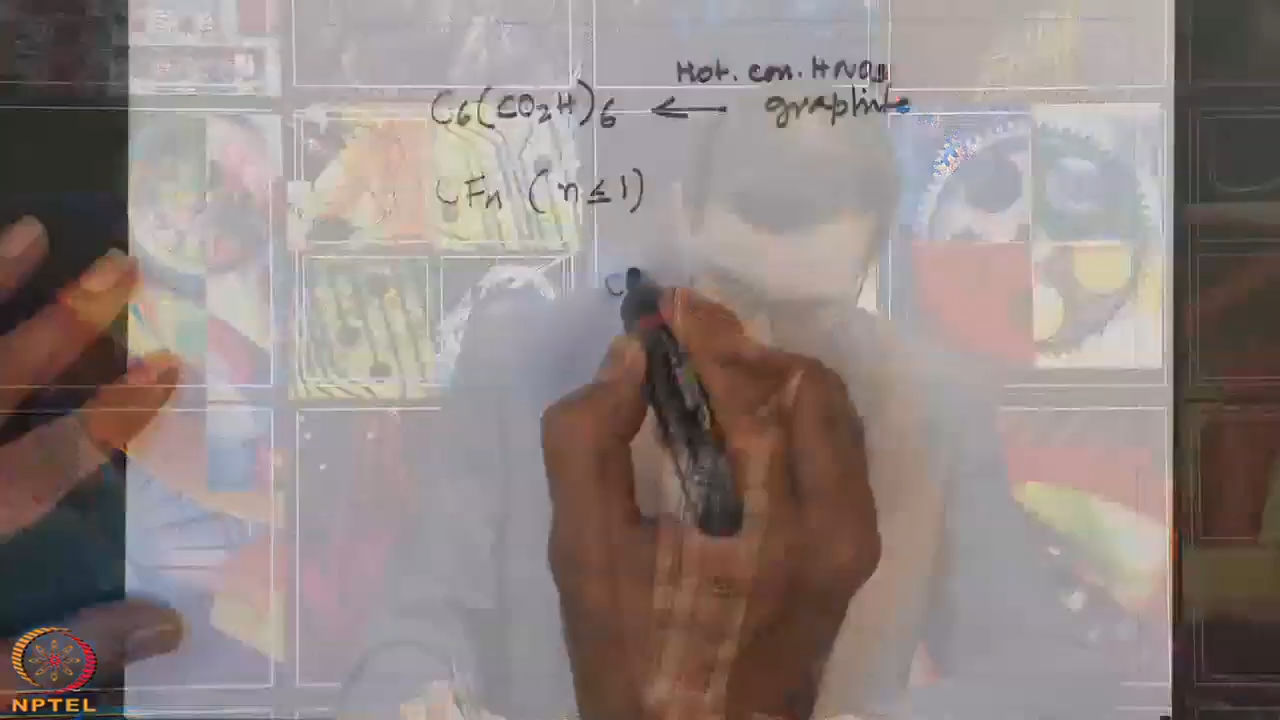 Hot. con. HNO3
C6(CO2H)6 ← graphite
CFn (n ≤ 1)
C
NPTEL